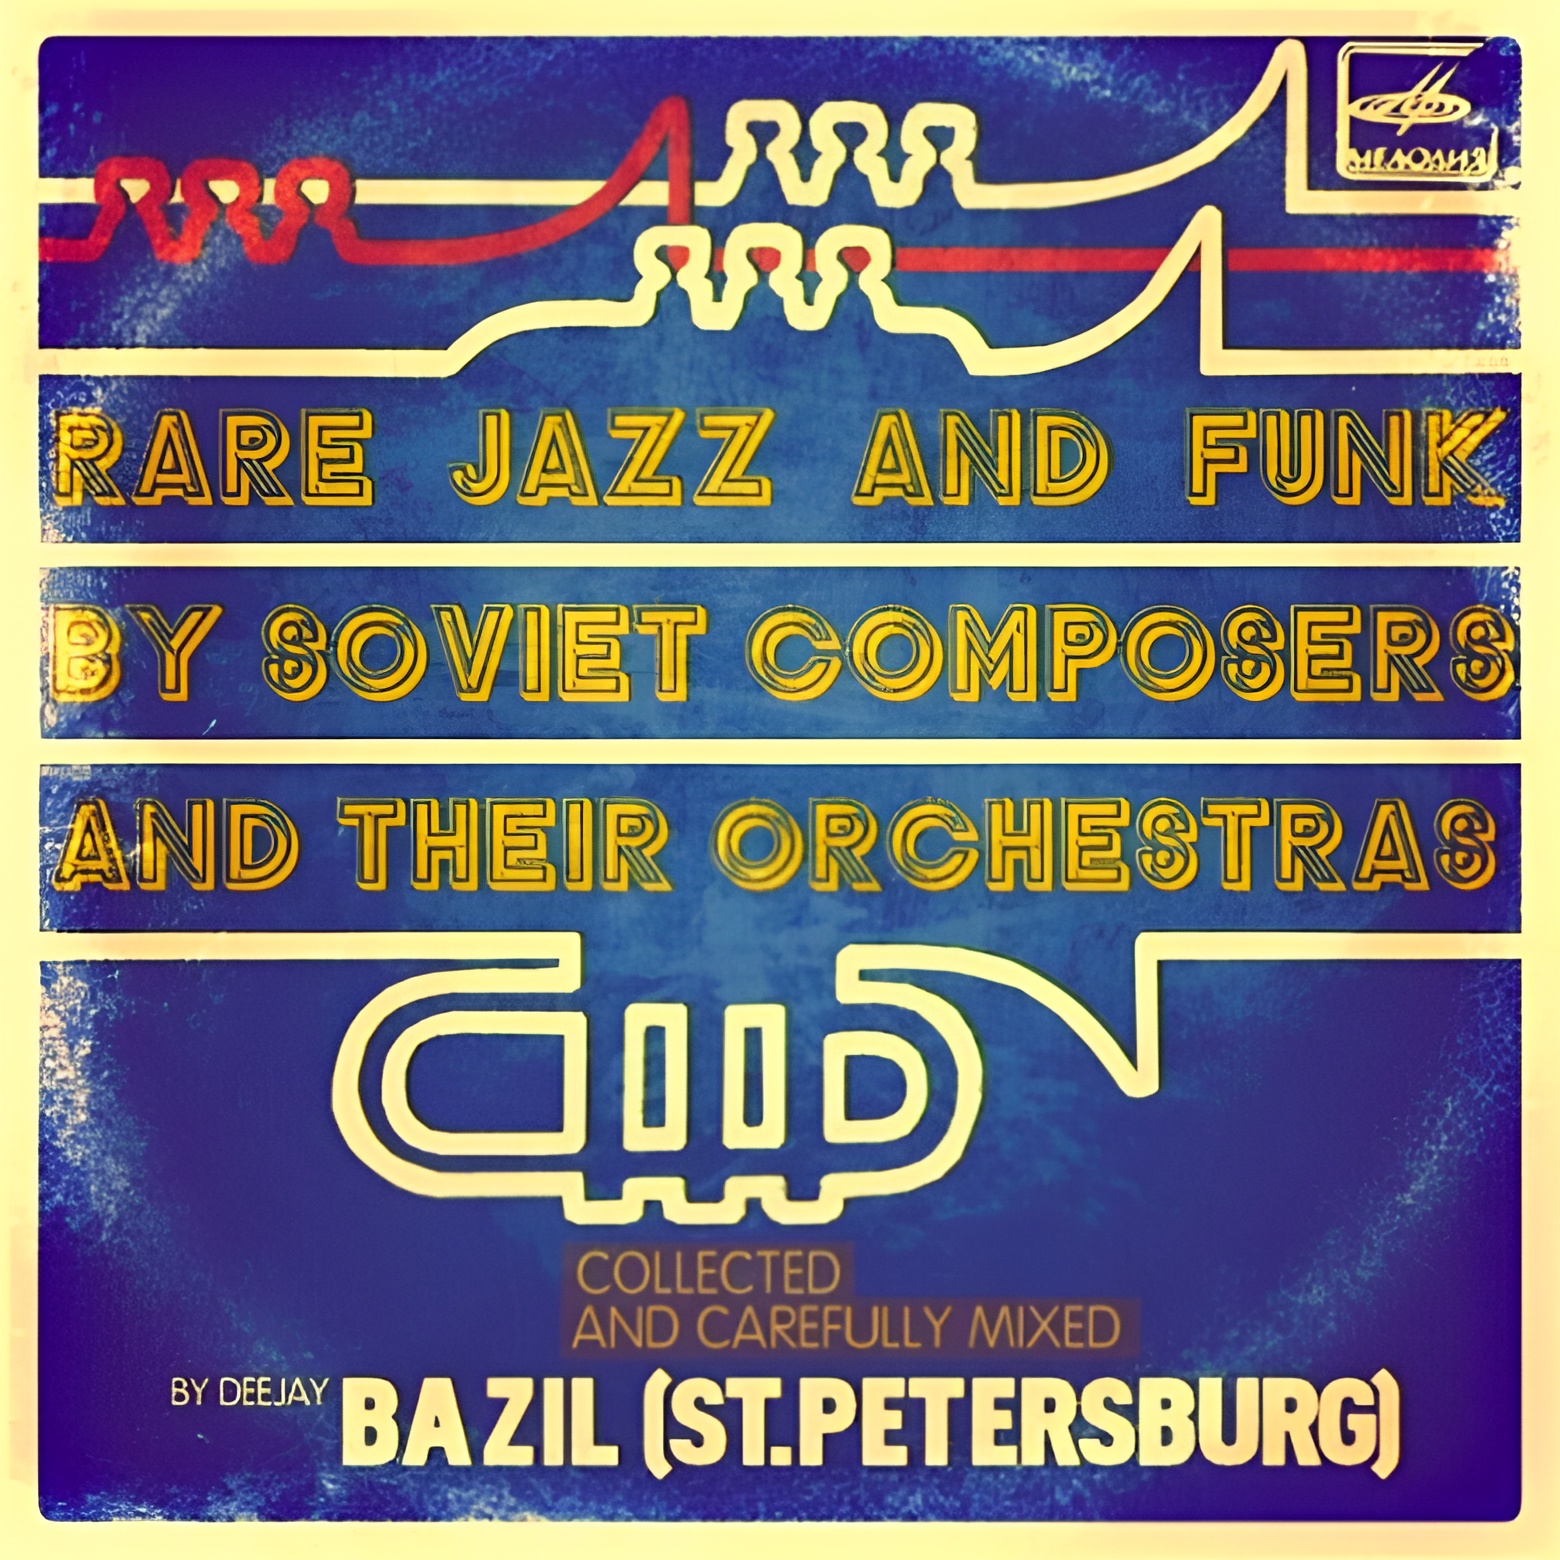 МЕЛОДИЯ
RARE JAZZ AND FUNK
BY SOVIET COMPOSERS
AND THEIR ORCHESTRAS
COLLECTED
AND CAREFULLY MIXED
BY DEEJAY BAZIL (ST.PETERSBURG)